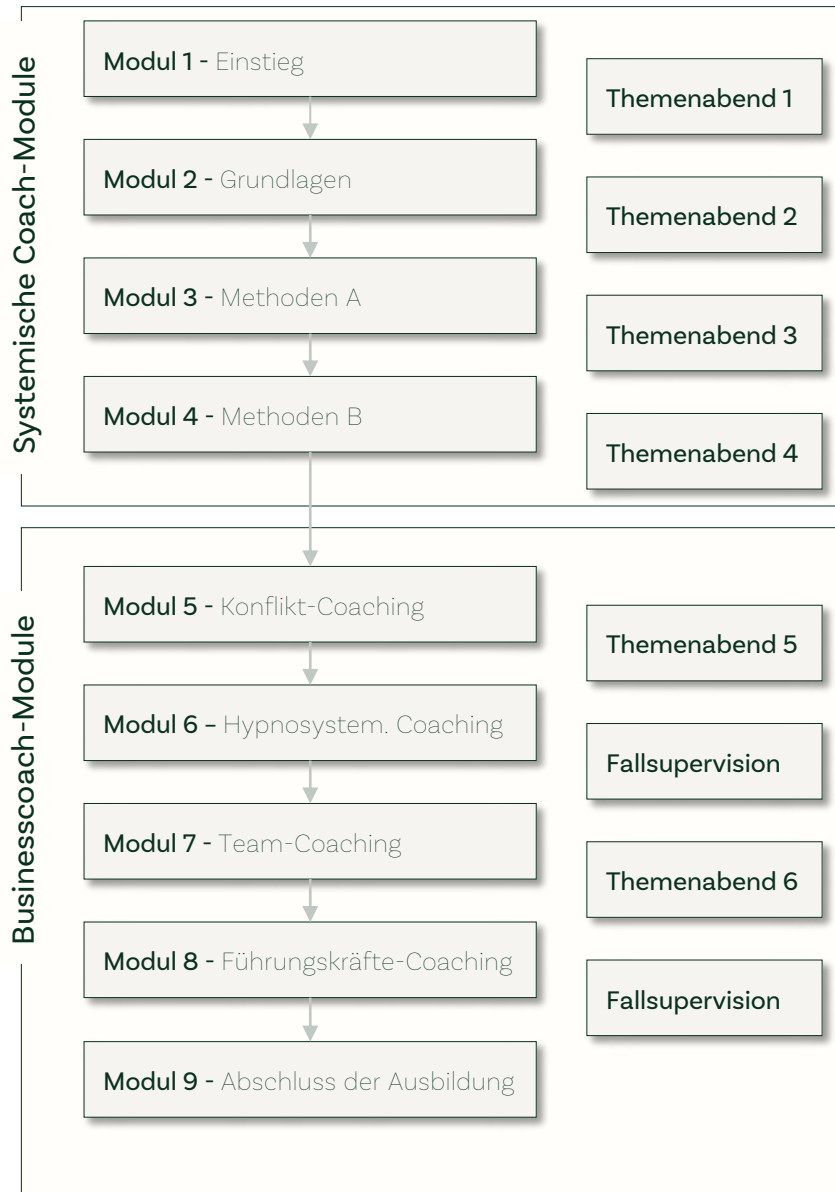 Systemische Coach-Module
Modul 1 - Einstieg
Modul 2 - Grundlagen
Modul 3 - Methoden A
Modul 4 - Methoden B
Themenabend 1
Themenabend 2
Themenabend 3
Themenabend 4
Businesscoach-Module
Modul 5 - Konflikt-Coaching
Modul 6 – Hypnosystem. Coaching
Modul 7 - Team-Coaching
Modul 8 - Führungskräfte-Coaching
Modul 9 - Abschluss der Ausbildung
Themenabend 5
Fallsupervision
Themenabend 6
Fallsupervision